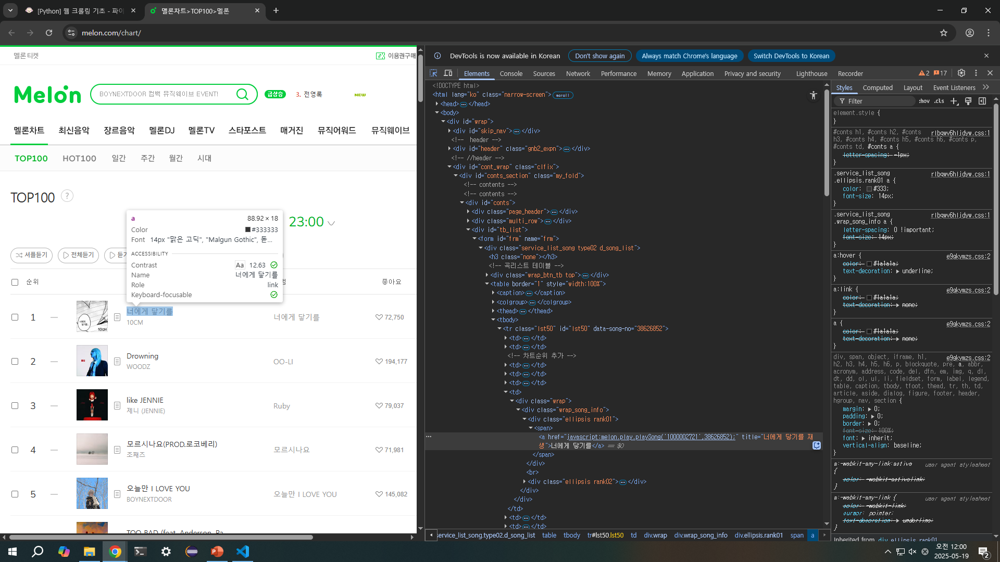 [Python] 웹 크롤링 기초 - 파이
멜론차트>TOP100>멜론
melon.com/chart/
멜론티켓
이용권구매
Melon
BOYNEXTDOOR 컴백 뮤직웨이브 EVENT!
급상승
3. 전영록
NEW
멜론차트 최신음악 장르음악 멜론DJ 멜론TV 스타포스트 매거진 뮤직어워드 뮤직웨이브
TOP100 HOT100 일간 주간 월간 시대
TOP100 ?
23:00
a 88.92 × 18
Color #333333
Font 14px "맑은 고딕", "Malgun Gothic", 돋...
ACCESSIBILITY
Contrast Aa 12.63
Name 너에게 닿기를
Role link
Keyboard-focusable
셔플듣기 전체듣기
순위 좋아요
1 너에게 닿기를
10CM
너에게 닿기를
72,750
2 Drowning
WOODZ
OO-LI
194,177
3 like JENNIE
제니 (JENNIE)
Ruby
79,037
4 모르시나요(PROD.로코베리)
조째즈
모르시나요
71,981
5 오늘만 I LOVE YOU
BOYNEXTDOOR
오늘만 I LOVE YOU
145,082
TOO BAD (feat. Anderson .Pa
DevTools is now available in Korean
Don't show again
Always match Chrome's language
Switch DevTools to Korean
Elements Console Sources Network Performance Memory Application Privacy and security Lighthouse Recorder
2 17
<!DOCTYPE html>
<html lang="ko" class="narrow-screen"> scroll
<head> ... </head>
<body>
<div id="wrap">
<div id="skip_nav"> ... </div>
<!-- header -->
<div id="header" class="gnb2_expn"> ... </div>
<!-- //header -->
<div id="cont_wrap" class="clfix">
<div id="conts_section" class="my_fold">
<!-- contents -->
<!-- contents -->
<div id="conts">
<div class="page_header"> ... </div>
<div class="multi_row"> ... </div>
<div id="tb_list">
<form id="frm" name="frm">
<div class="service_list_song type02 d_song_list">
<h3 class="none"></h3>
<!-- 곡리스트 테이블 -->
<div class="wrap_btn_tb top"> ... </div>
<table border="1" style="width:100%">
<caption> ... </caption>
<colgroup> ... </colgroup>
<thead> ... </thead>
<tbody>
<tr class="lst50" id="lst50" data-song-no="38626852">
<td> ... </td>
<td> ... </td>
<!-- 차트순위 추가 -->
<td> ... </td>
<td> ... </td>
<td> ... </td>
<td>
<div class="wrap">
<div class="wrap_song_info">
<div class="ellipsis rank01">
<span>
<a href="javascript:melon.play.playSong('1000002721',38626852);" title="너에게 닿기를 재
생">너에게 닿기를</a> == $0
</span>
</div>
<br>
<div class="ellipsis rank02"> ... </div>
</div>
</div>
</td>
<td> ... </td>
<td> ... </td>
service_list_song.type02.d_song_list table tbody tr#lst50.lst50 td div.wrap div.wrap_song_info div.ellipsis.rank01 span a
Styles Computed Layout Event Listeners
Filter :hov .cls
element.style {
}
#conts h1, #conts h2, #conts rlbqwv6hljdyw.css:1
h3, #conts h4, #conts h5, #conts h6, #conts p,
#conts td, #conts a {
letter-spacing: -1px;
}
.service_list_song rlbqwv6hljdyw.css:1
.ellipsis.rank01 a {
color: #333;
font-size: 14px;
}
.service_list_song rlbqwv6hljdyw.css:1
.wrap_song_info a {
letter-spacing: 0 !important;
font-size: 14px;
}
a:hover { e9gkymzs.css:2
color: #1a1a1a;
text-decoration: underline;
}
a:link { e9gkymzs.css:2
color: #1a1a1a;
text-decoration: none;
}
a { e9gkymzs.css:2
color: #1a1a1a;
text-decoration: none;
}
div, span, object, iframe, h1, e9gkymzs.css:2
h2, h3, h4, h5, h6, p, blockquote, pre, a, abbr,
acronym, address, code, del, dfn, em, img, q, dl,
dt, dd, ol, ul, li, fieldset, form, label, legend,
table, caption, tbody, tfoot, thead, tr, th, td,
article, aside, dialog, figure, footer, header,
hgroup, nav, section {
margin: 0;
padding: 0;
border: 0;
font-size: 100%;
font: inherit;
vertical-align: baseline;
}
a:-webkit-any-link:active user agent stylesheet
{
color: -webkit-activelink;
}
a:-webkit-any-link { user agent stylesheet
color: -webkit-link;
cursor: pointer;
text-decoration: underline;
}
Inherited from div.ellipsis.rank01
오전 12:00
2025-05-19
2